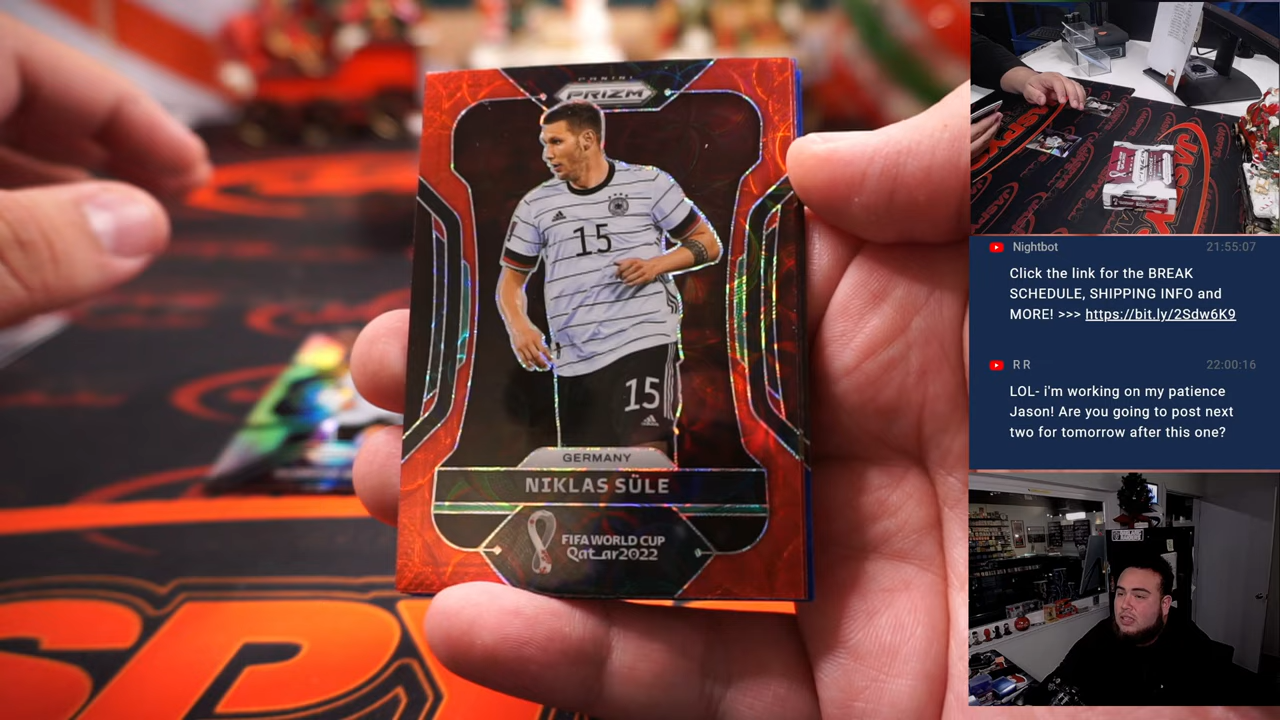 PANINI
PRIZM
15
15
GERMANY
NIKLAS SÜLE
FIFA WORLD CUP
Qatar2022
SPY
Nightbot 21:55:07
Click the link for the BREAK
SCHEDULE, SHIPPING INFO and
MORE! >>> https://bit.ly/2Sdw6K9
R R 22:00:16
LOL- i'm working on my patience
Jason! Are you going to post next
two for tomorrow after this one?